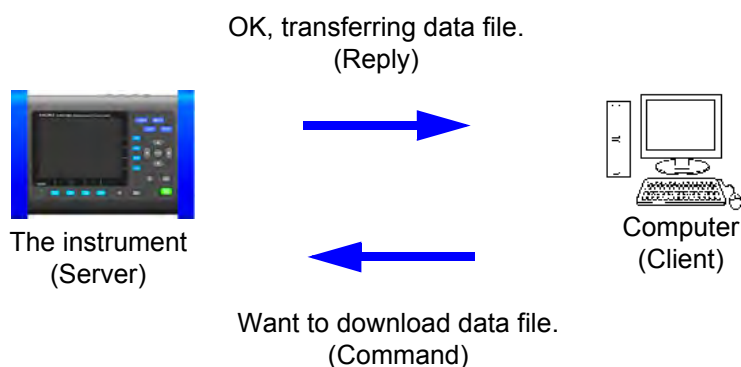 OK, transferring data file.
(Reply)
The instrument
(Server)
Computer
(Client)
Want to download data file.
(Command)